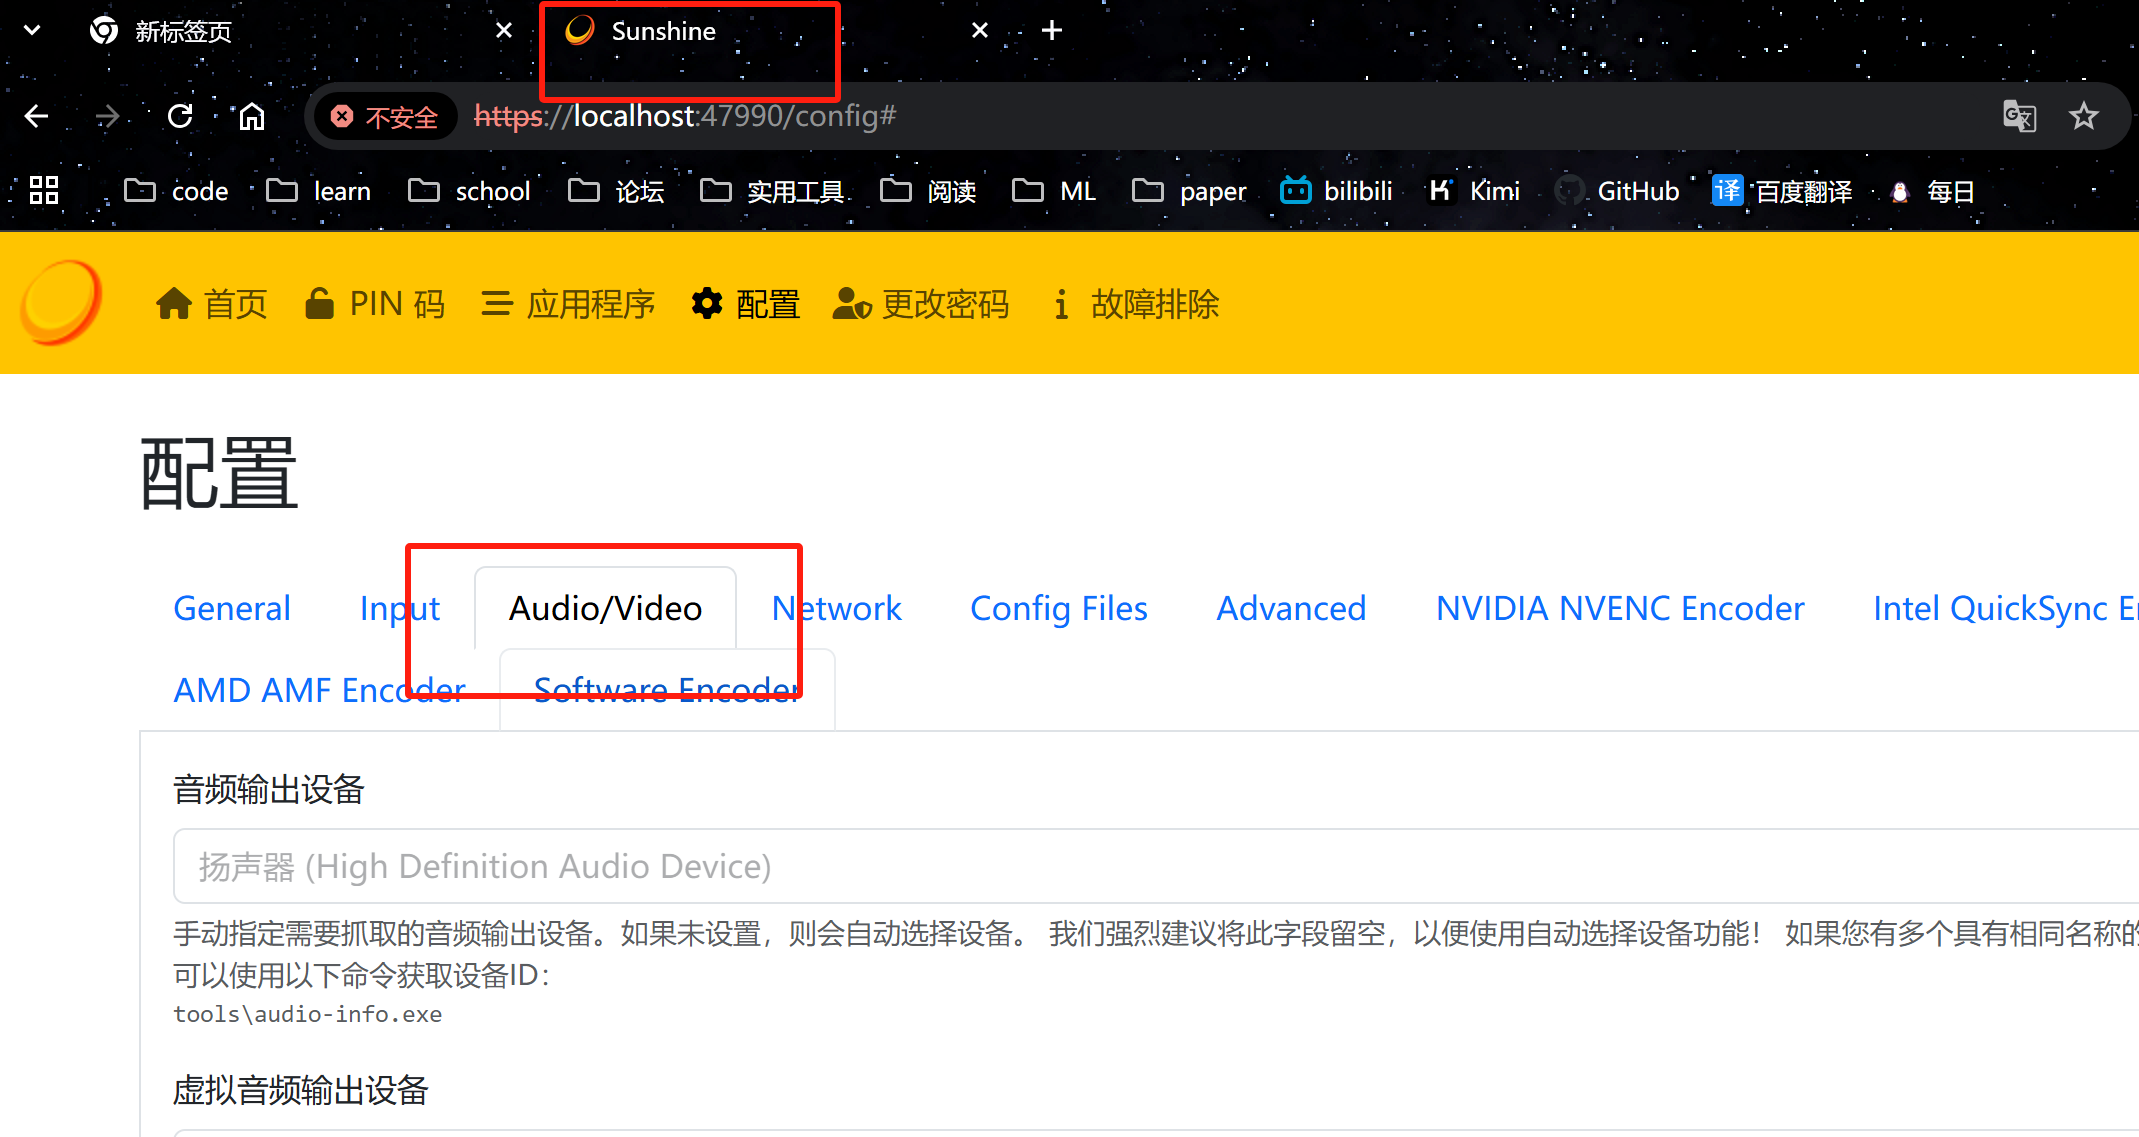 新标签页
Sunshine
不安全 https://localhost:47990/config#
code learn school 论坛 实用工具 阅读 ML paper bilibili Kimi GitHub 译 百度翻译 每日
首页 PIN 码 应用程序 配置 更改密码 故障排除
配置
General Input Audio/Video Network Config Files Advanced NVIDIA NVENC Encoder Intel QuickSync
AMD AMF Encoder Software Encoder
音频输出设备
扬声器 (High Definition Audio Device)
手动指定需要抓取的音频输出设备。如果未设置，则会自动选择设备。 我们强烈建议将此字段留空，以便使用自动选择设备功能！ 如果您有多个具有相同名称的
可以使用以下命令获取设备ID：
tools\audio-info.exe
虚拟音频输出设备